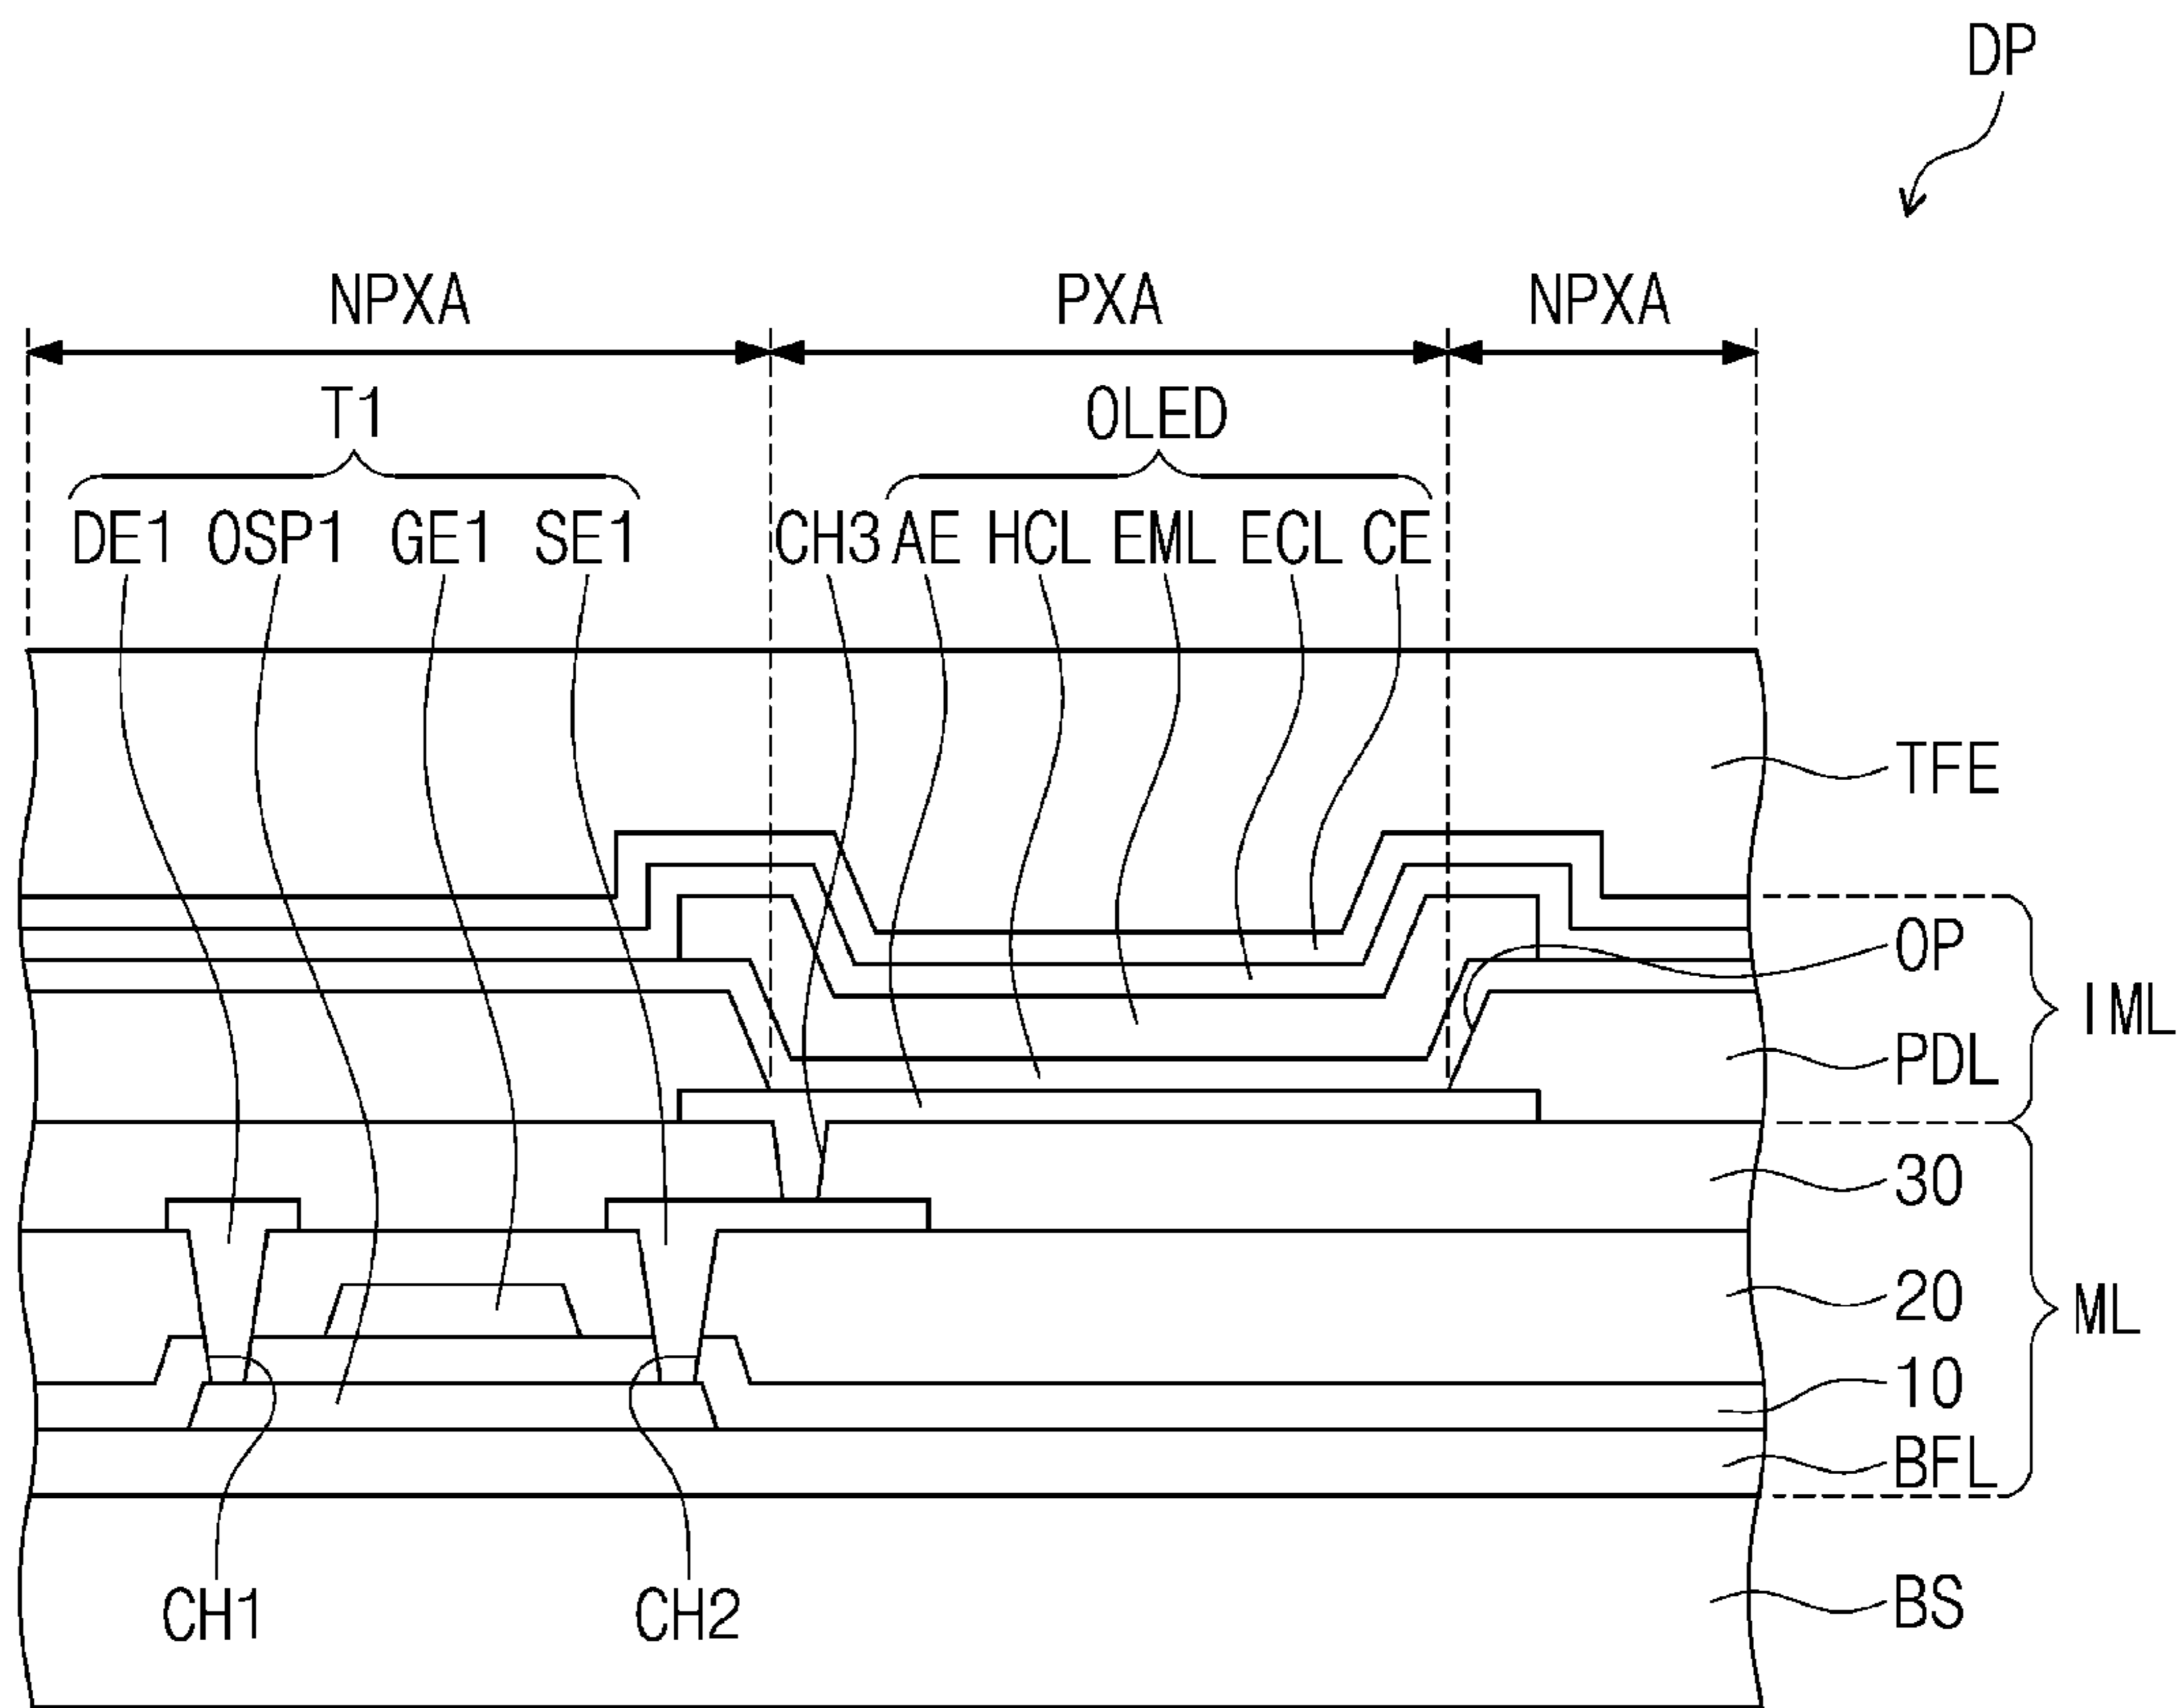 DP
NPXA PXA NPXA
T1 OLED
DE1 OSP1 GE1 SE1 CH3 AE HCL EML ECL CE
TFE
OP
IML
PDL
30
20
ML
10
BFL
CH1 CH2 BS